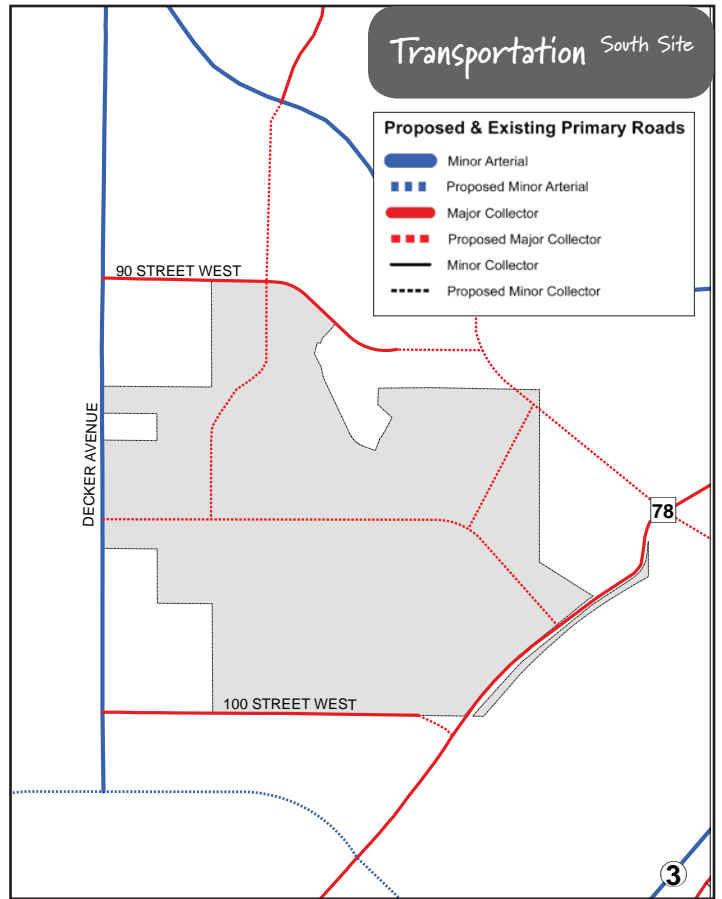 Transportation South Site
Proposed & Existing Primary Roads
Minor Arterial
Proposed Minor Arterial
Major Collector
Proposed Major Collector
Minor Collector
Proposed Minor Collector
90 STREET WEST
DECKER AVENUE
78
100 STREET WEST
3